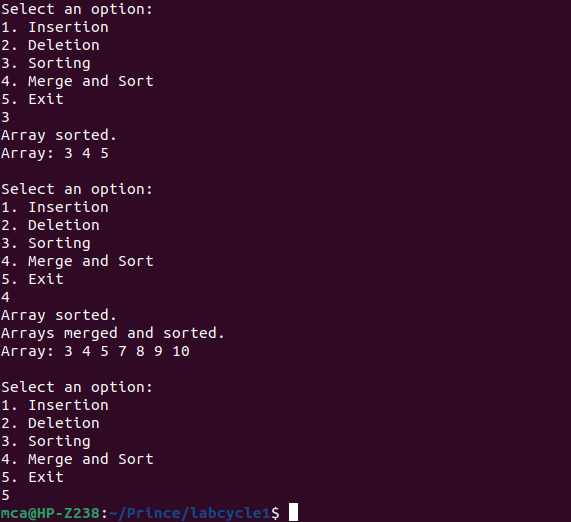 Select an option:
1. Insertion
2. Deletion
3. Sorting
4. Merge and Sort
5. Exit
3
Array sorted.
Array: 3 4 5

Select an option:
1. Insertion
2. Deletion
3. Sorting
4. Merge and Sort
5. Exit
4
Array sorted.
Arrays merged and sorted.
Array: 3 4 5 7 8 9 10

Select an option:
1. Insertion
2. Deletion
3. Sorting
4. Merge and Sort
5. Exit
5
mca@HP-Z238:~/Prince/labcycle1$